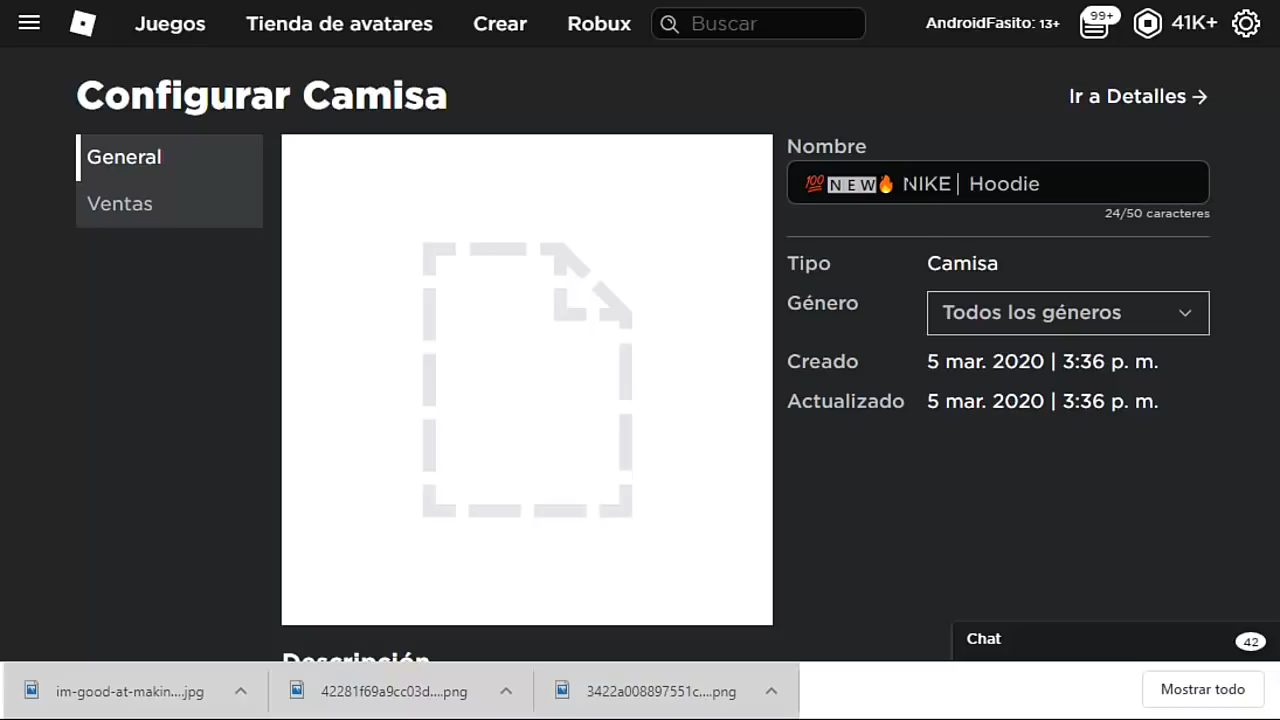 Juegos Tienda de avatares Crear Robux Buscar AndroidFasito: 13+ 99+ 41K+
Configurar Camisa
Ir a Detalles →
General
Ventas
Nombre
💯🄽🄴🅆🔥 NIKE│ Hoodie
24/50 caracteres
Tipo Camisa
Género Todos los géneros
Creado 5 mar. 2020 | 3:36 p. m.
Actualizado 5 mar. 2020 | 3:36 p. m.
Descripción
Chat 42
im-good-at-makin....jpg 42281f69a9cc03d....png 3422a008897551c....png Mostrar todo